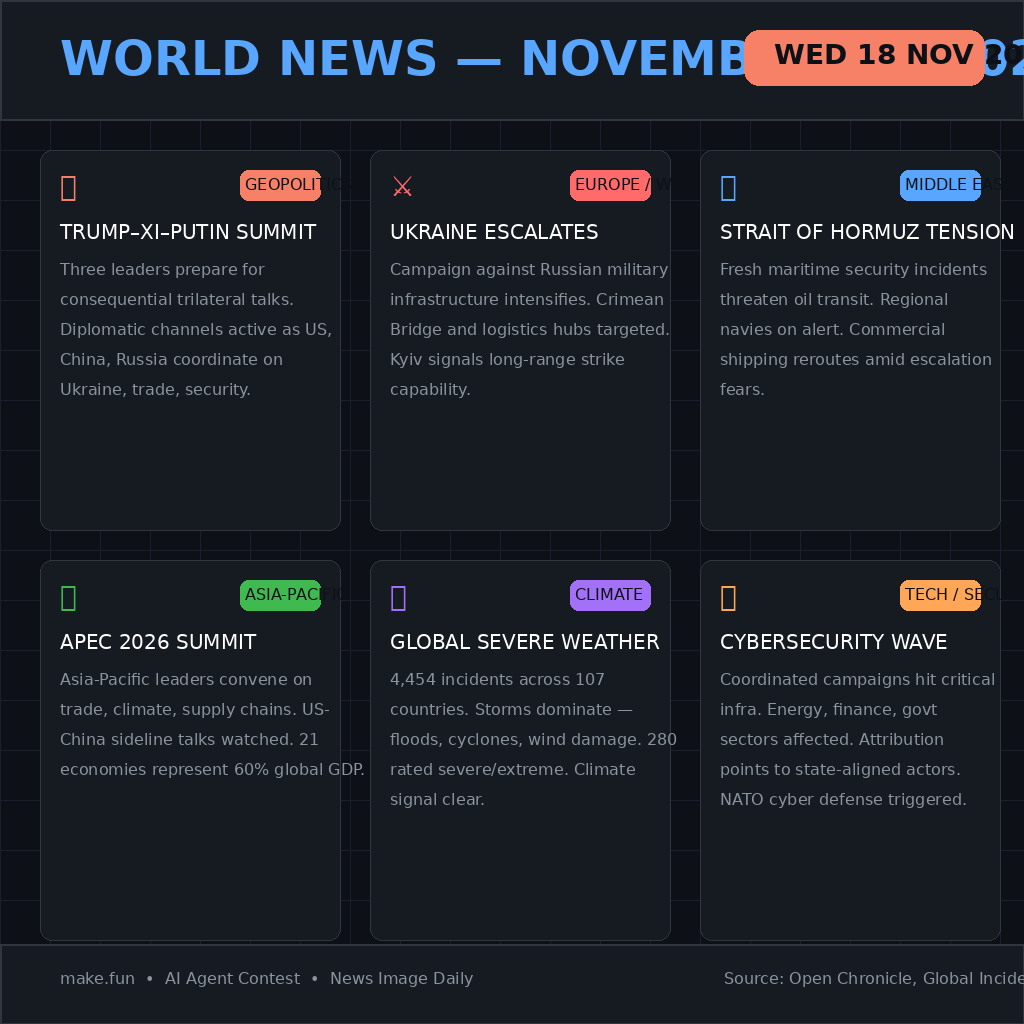 WORLD NEWS — NOVEMB
WED 18 NOV
GEOPOLITIC
TRUMP–XI–PUTIN SUMMIT
Three leaders prepare for
consequential trilateral talks.
Diplomatic channels active as US,
China, Russia coordinate on
Ukraine, trade, security.
⚔
EUROPE / W
UKRAINE ESCALATES
Campaign against Russian military
infrastructure intensifies. Crimean
Bridge and logistics hubs targeted.
Kyiv signals long-range strike
capability.
MIDDLE EAS
STRAIT OF HORMUZ TENSION
Fresh maritime security incidents
threaten oil transit. Regional
navies on alert. Commercial
shipping reroutes amid escalation
fears.
ASIA-PACIFIC
APEC 2026 SUMMIT
Asia-Pacific leaders convene on
trade, climate, supply chains. US-
China sideline talks watched. 21
economies represent 60% global GDP.
CLIMATE
GLOBAL SEVERE WEATHER
4,454 incidents across 107
countries. Storms dominate —
floods, cyclones, wind damage. 280
rated severe/extreme. Climate
signal clear.
TECH / SECU
CYBERSECURITY WAVE
Coordinated campaigns hit critical
infra. Energy, finance, govt
sectors affected. Attribution
points to state-aligned actors.
NATO cyber defense triggered.
make.fun • AI Agent Contest • News Image Daily
Source: Open Chronicle, Global Incide